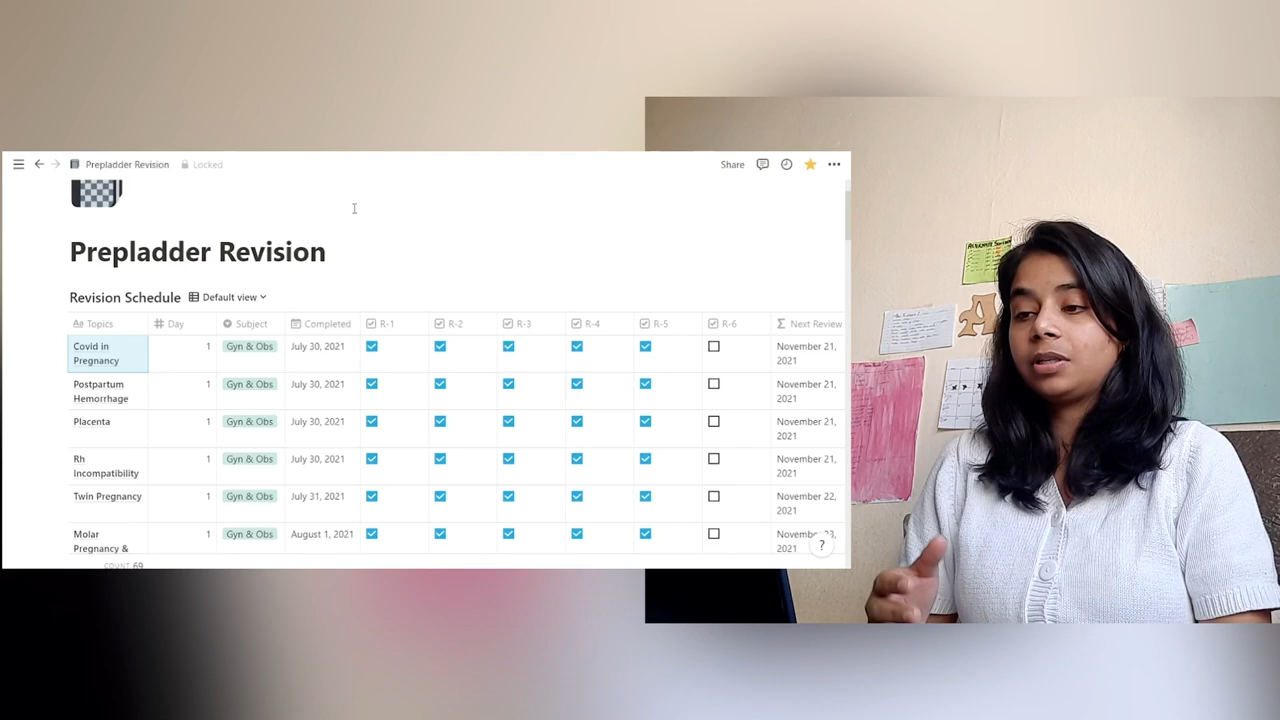 Prepladder Revision Locked Share
Prepladder Revision
Revision Schedule Default view
Topics Day Subject Completed R-1 R-2 R-3 R-4 R-5 R-6 Next Review
Covid in Gyn & Obs July 30, 2021 November 21,
Pregnancy 2021
Postpartum 1 Gyn & Obs July 30, 2021 November 21,
Hemorrhage 2021
Placenta 1 Gyn & Obs July 30, 2021 November 21,
2021
Rh 1 Gyn & Obs July 30, 2021 November 21,
Incompatibility 2021
Twin Pregnancy 1 Gyn & Obs July 31, 2021 November 22,
2021
Molar 1 Gyn & Obs August 1, 2021
Pregnancy & 2021 ?
COUNT 69
A